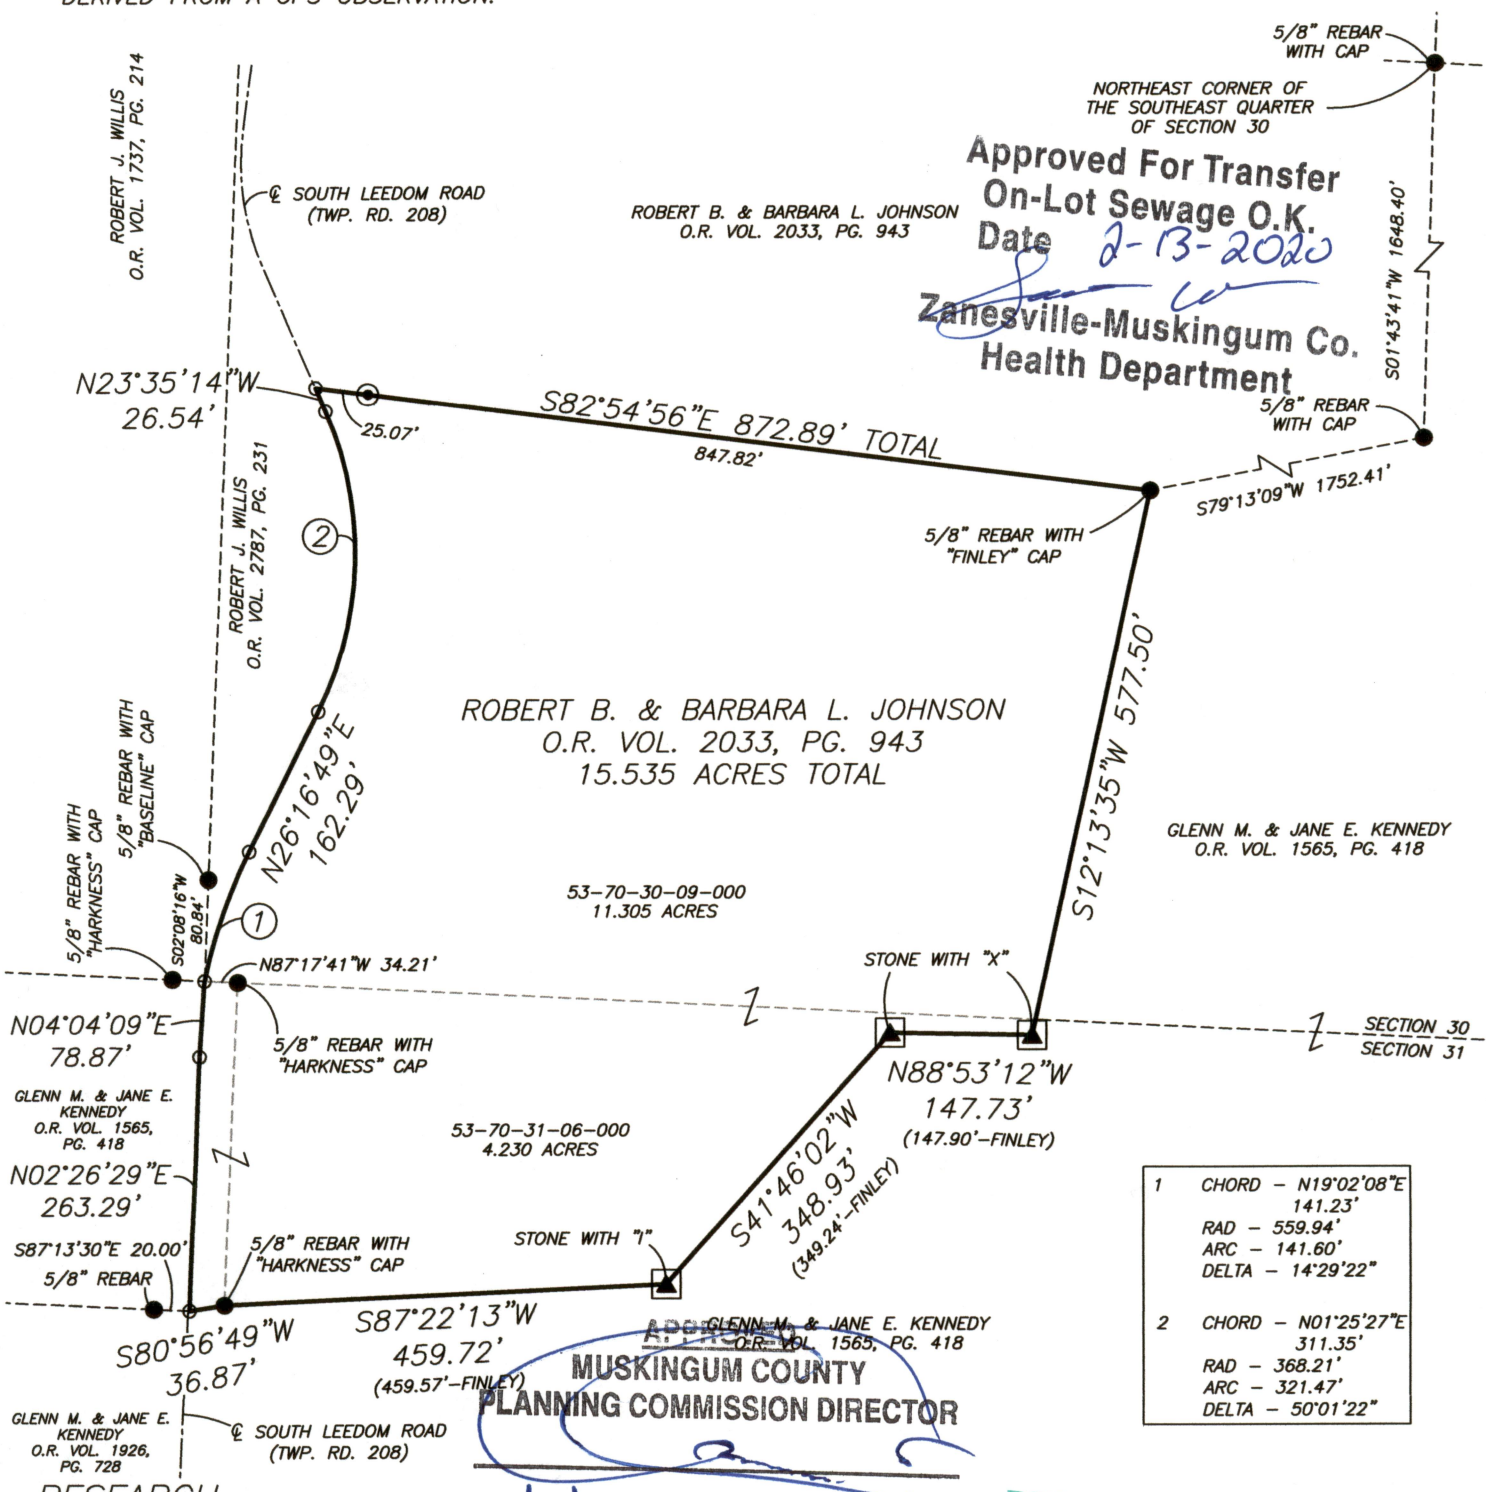 DERIVED FROM A GPS OBSERVATION.
5/8" REBAR
WITH CAP
NORTHEAST CORNER OF
THE SOUTHEAST QUARTER
OF SECTION 30
ROBERT J. WILLIS
O.R. VOL. 1737, PG. 214
℄ SOUTH LEEDOM ROAD
(TWP. RD. 208)
ROBERT B. & BARBARA L. JOHNSON
O.R. VOL. 2033, PG. 943
Approved For Transfer
On-Lot Sewage O.K.
Date 2-13-2020
Zanesville-Muskingum Co.
Health Department
S01°43'41"W 1648.40'
5/8" REBAR
WITH CAP
S79°13'09"W 1752.41'
N23°35'14"W
26.54'
25.07'
S82°54'56"E 872.89' TOTAL
847.82'
5/8" REBAR WITH
"FINLEY" CAP
ROBERT J. WILLIS
O.R. VOL. 2787, PG. 231
2
S12°13'35"W 577.50'
ROBERT B. & BARBARA L. JOHNSON
O.R. VOL. 2033, PG. 943
15.535 ACRES TOTAL
N26°16'49"E
162.29'
5/8" REBAR WITH
"BASELINE" CAP
5/8" REBAR WITH
"HARKNESS" CAP
S02°08'16"W
80.84'
1
GLENN M. & JANE E. KENNEDY
O.R. VOL. 1565, PG. 418
53-70-30-09-000
11.305 ACRES
N87°17'41"W 34.21'
STONE WITH "X"
N04°04'09"E
78.87'
5/8" REBAR WITH
"HARKNESS" CAP
SECTION 30
SECTION 31
N88°53'12"W
147.73'
(147.90'-FINLEY)
GLENN M. & JANE E.
KENNEDY
O.R. VOL. 1565,
PG. 418
53-70-31-06-000
4.230 ACRES
S41°46'02"W
348.93'
(349.24'-FINLEY)
N02°26'29"E
263.29'
S87°13'30"E 20.00'
5/8" REBAR
5/8" REBAR WITH
"HARKNESS" CAP
STONE WITH "1"
S80°56'49"W
36.87'
S87°22'13"W
459.72'
(459.57'-FINLEY)
GLENN M. & JANE E. KENNEDY
O.R. VOL. 1565, PG. 418
APPROVED
MUSKINGUM COUNTY
PLANNING COMMISSION DIRECTOR
1 CHORD - N19°02'08"E
141.23'
RAD - 559.94'
ARC - 141.60'
DELTA - 14°29'22"
2 CHORD - N01°25'27"E
311.35'
RAD - 368.21'
ARC - 321.47'
DELTA - 50°01'22"
GLENN M. & JANE E.
KENNEDY
O.R. VOL. 1926,
PG. 728
℄ SOUTH LEEDOM ROAD
(TWP. RD. 208)
RESEARCH